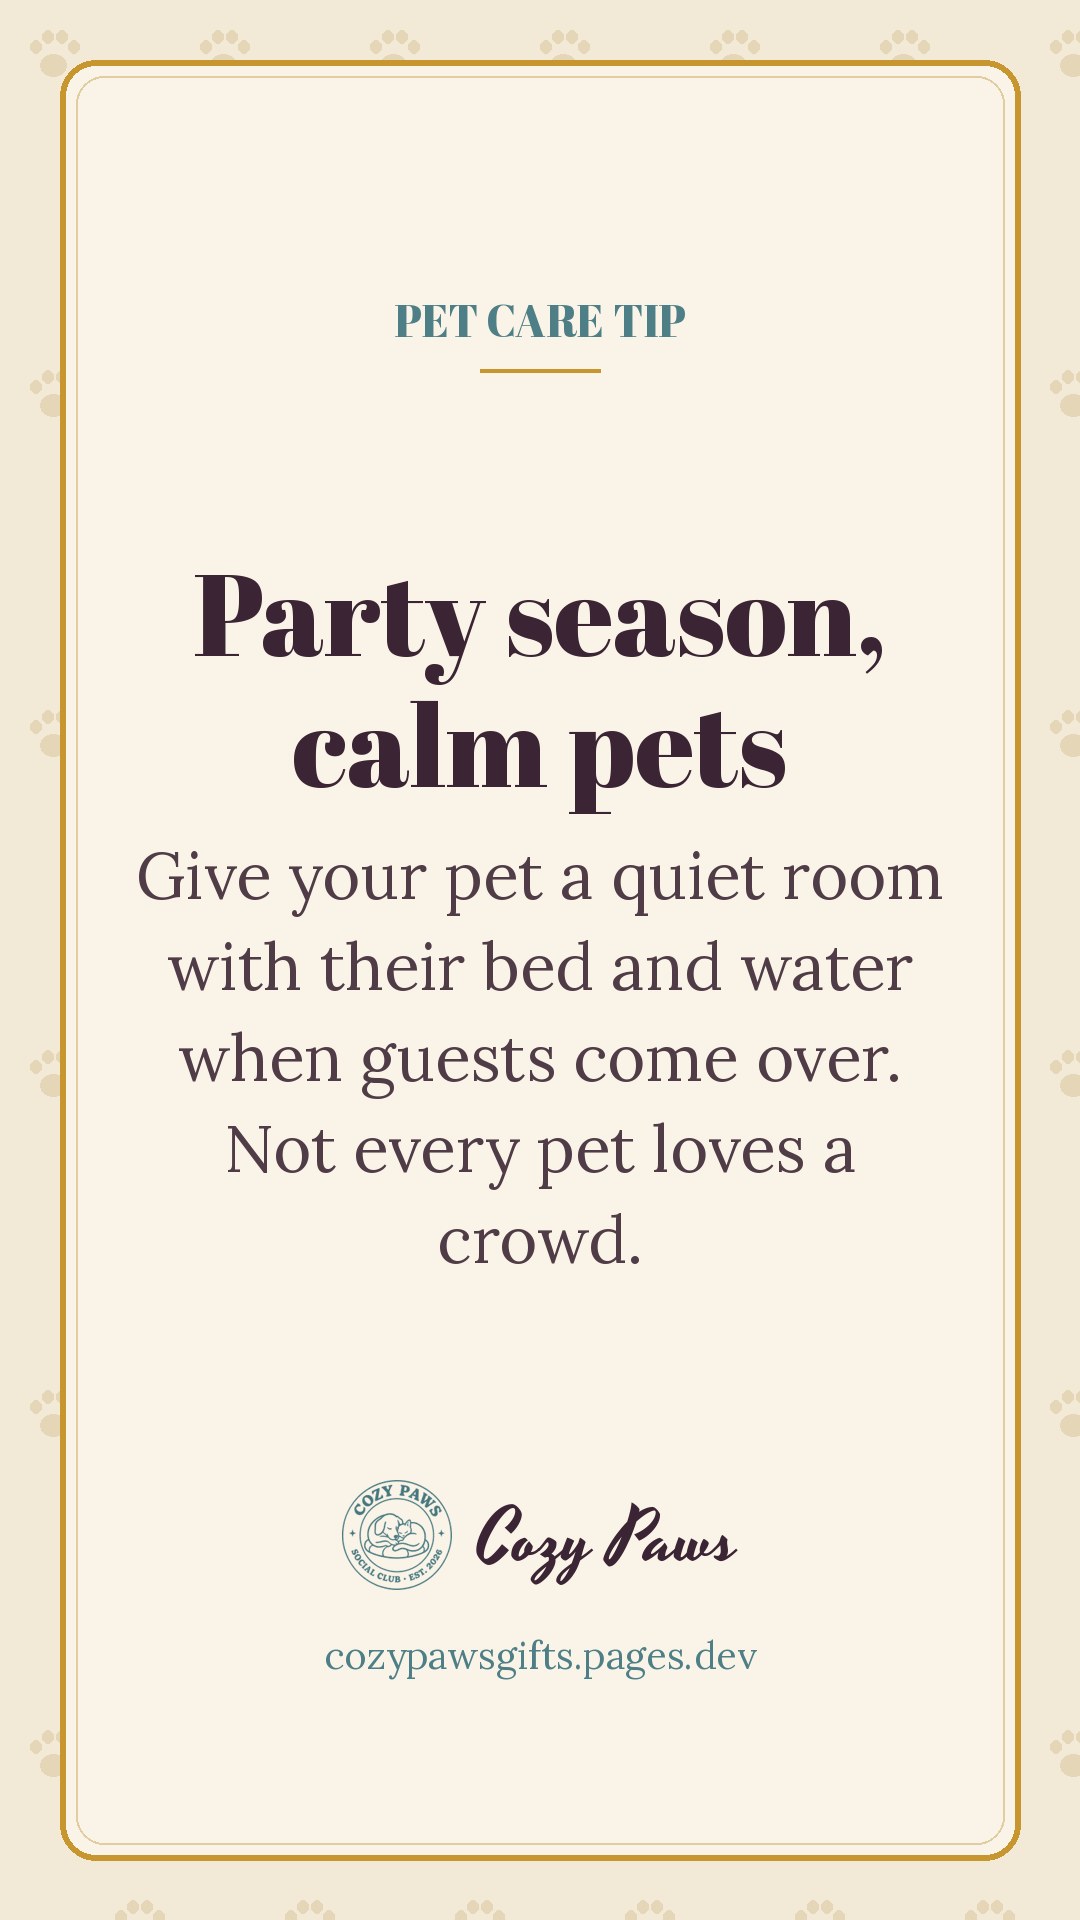 PET CARE TIP
Party season,
calm pets
Give your pet a quiet room
with their bed and water
when guests come over.
Not every pet loves a
crowd.
COZY PAWS
SOCIAL CLUB · EST. 2026
Cozy Paws
cozypawsgifts.pages.dev